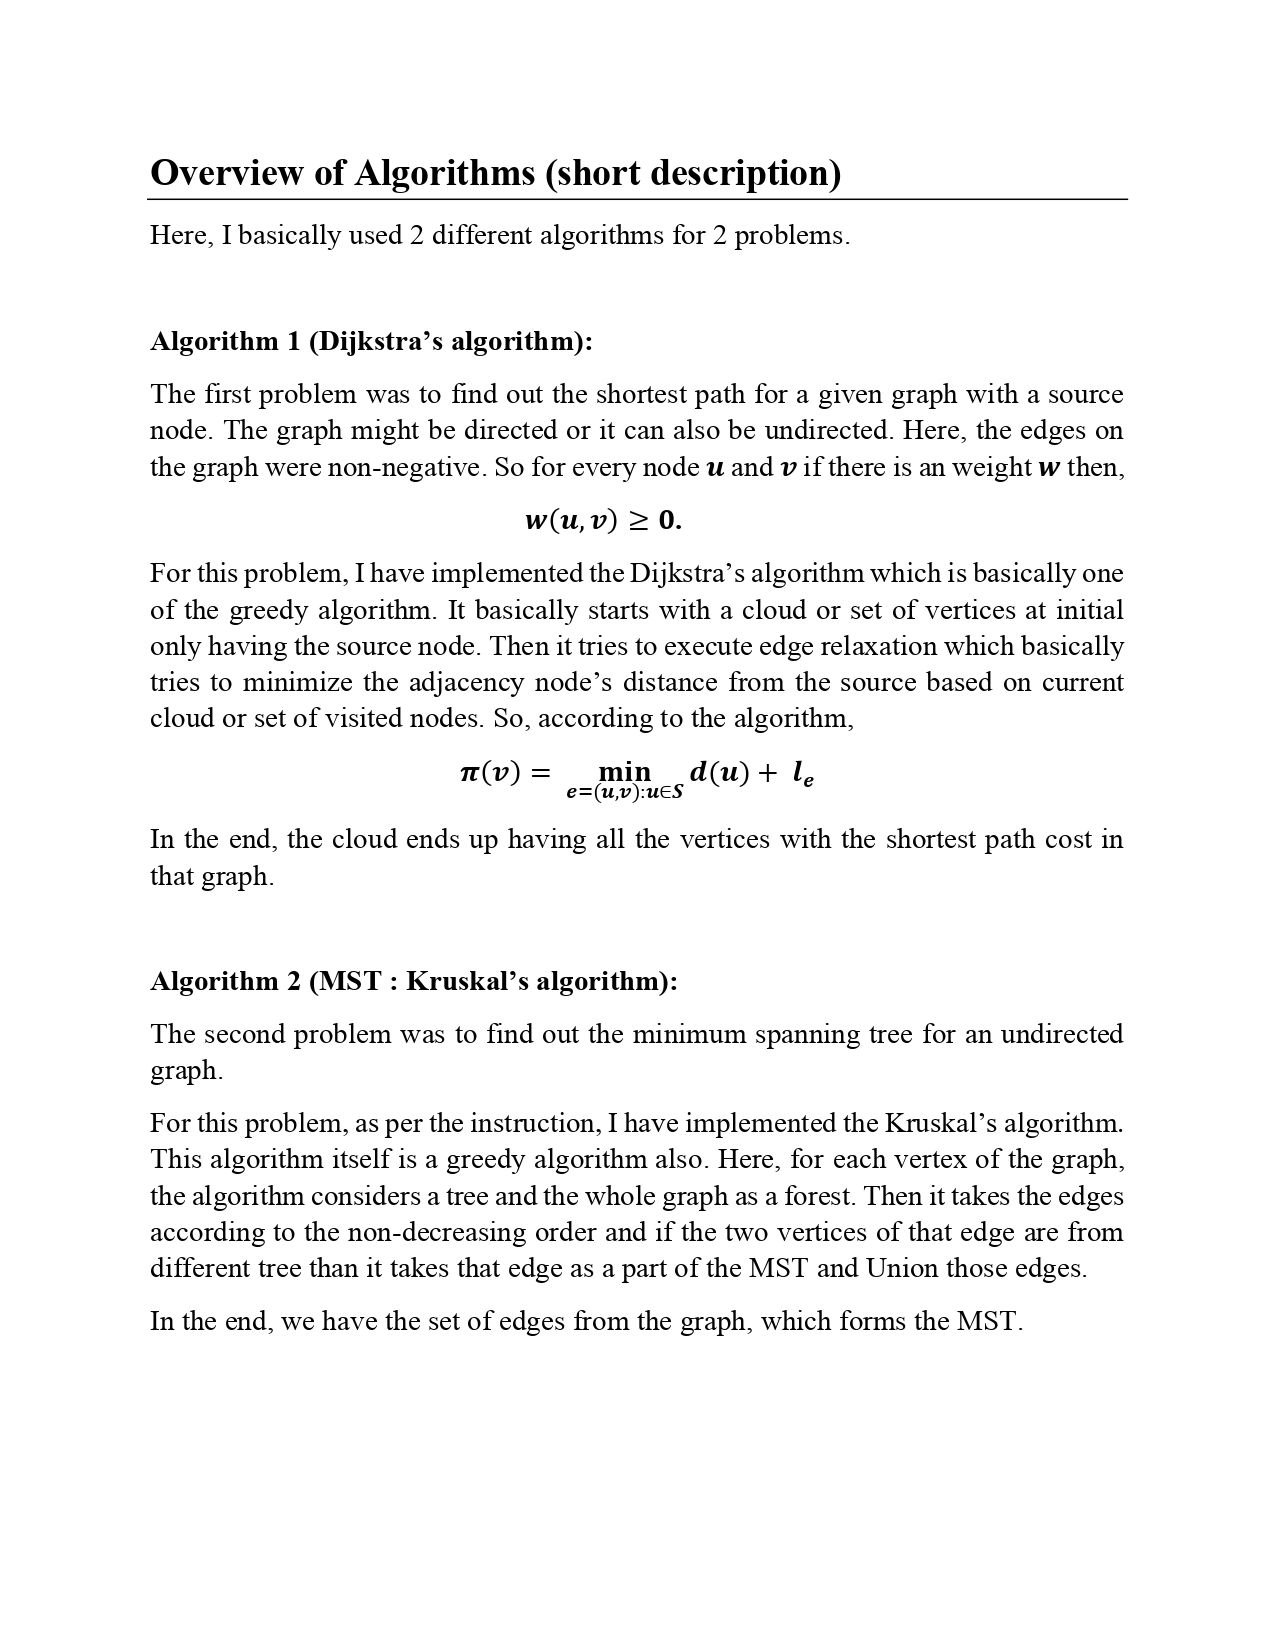 Overview of Algorithms (short description)
Here, I basically used 2 different algorithms for 2 problems.
Algorithm 1 (Dijkstra’s algorithm):
The first problem was to find out the shortest path for a given graph with a source
node. The graph might be directed or it can also be undirected. Here, the edges on
the graph were non-negative. So for every node u and v if there is an weight w then,
w(u, v) ≥ 0.
For this problem, I have implemented the Dijkstra’s algorithm which is basically one
of the greedy algorithm. It basically starts with a cloud or set of vertices at initial
only having the source node. Then it tries to execute edge relaxation which basically
tries to minimize the adjacency node’s distance from the source based on current
cloud or set of visited nodes. So, according to the algorithm,
π(v) = min e=(u,v):u∈S d(u) + lₑ
In the end, the cloud ends up having all the vertices with the shortest path cost in
that graph.
Algorithm 2 (MST : Kruskal’s algorithm):
The second problem was to find out the minimum spanning tree for an undirected
graph.
For this problem, as per the instruction, I have implemented the Kruskal’s algorithm.
This algorithm itself is a greedy algorithm also. Here, for each vertex of the graph,
the algorithm considers a tree and the whole graph as a forest. Then it takes the edges
according to the non-decreasing order and if the two vertices of that edge are from
different tree than it takes that edge as a part of the MST and Union those edges.
In the end, we have the set of edges from the graph, which forms the MST.